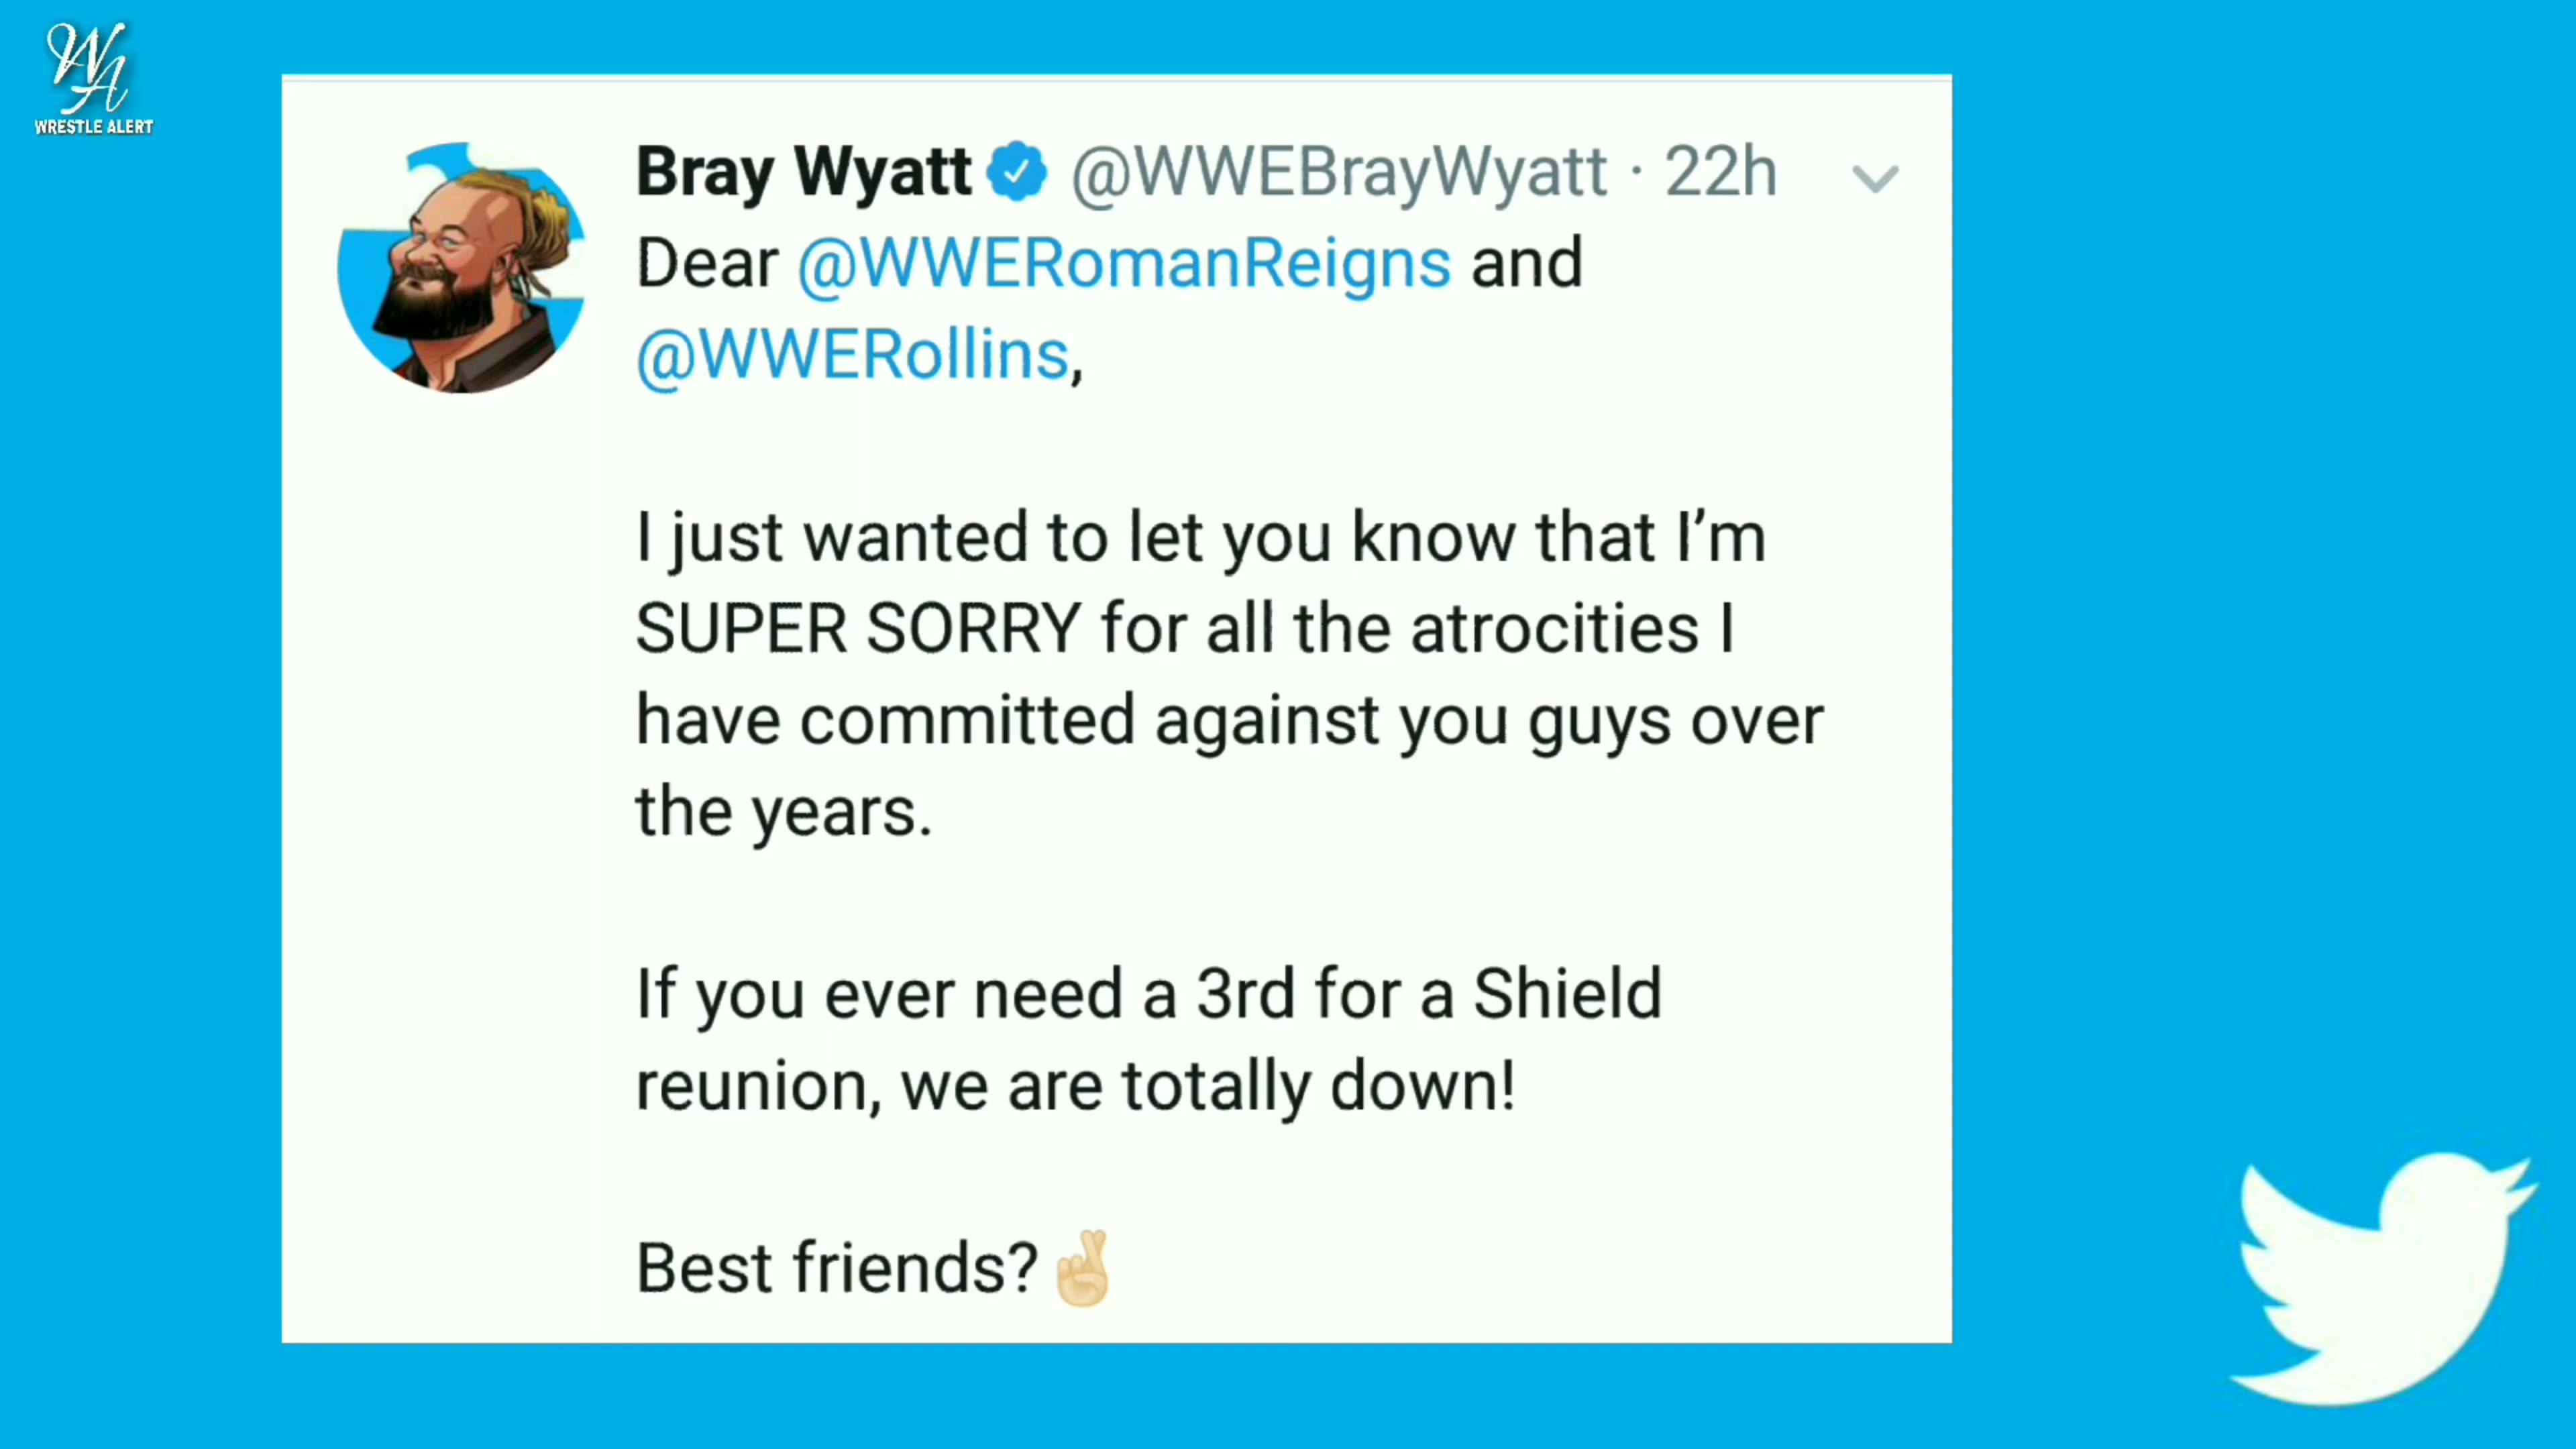 WA
WRESTLE ALERT
Bray Wyatt @WWEBrayWyatt · 22h
Dear @WWERomanReigns and
@WWERollins,
I just wanted to let you know that I’m
SUPER SORRY for all the atrocities I
have committed against you guys over
the years.
If you ever need a 3rd for a Shield
reunion, we are totally down!
Best friends?🤞🏼